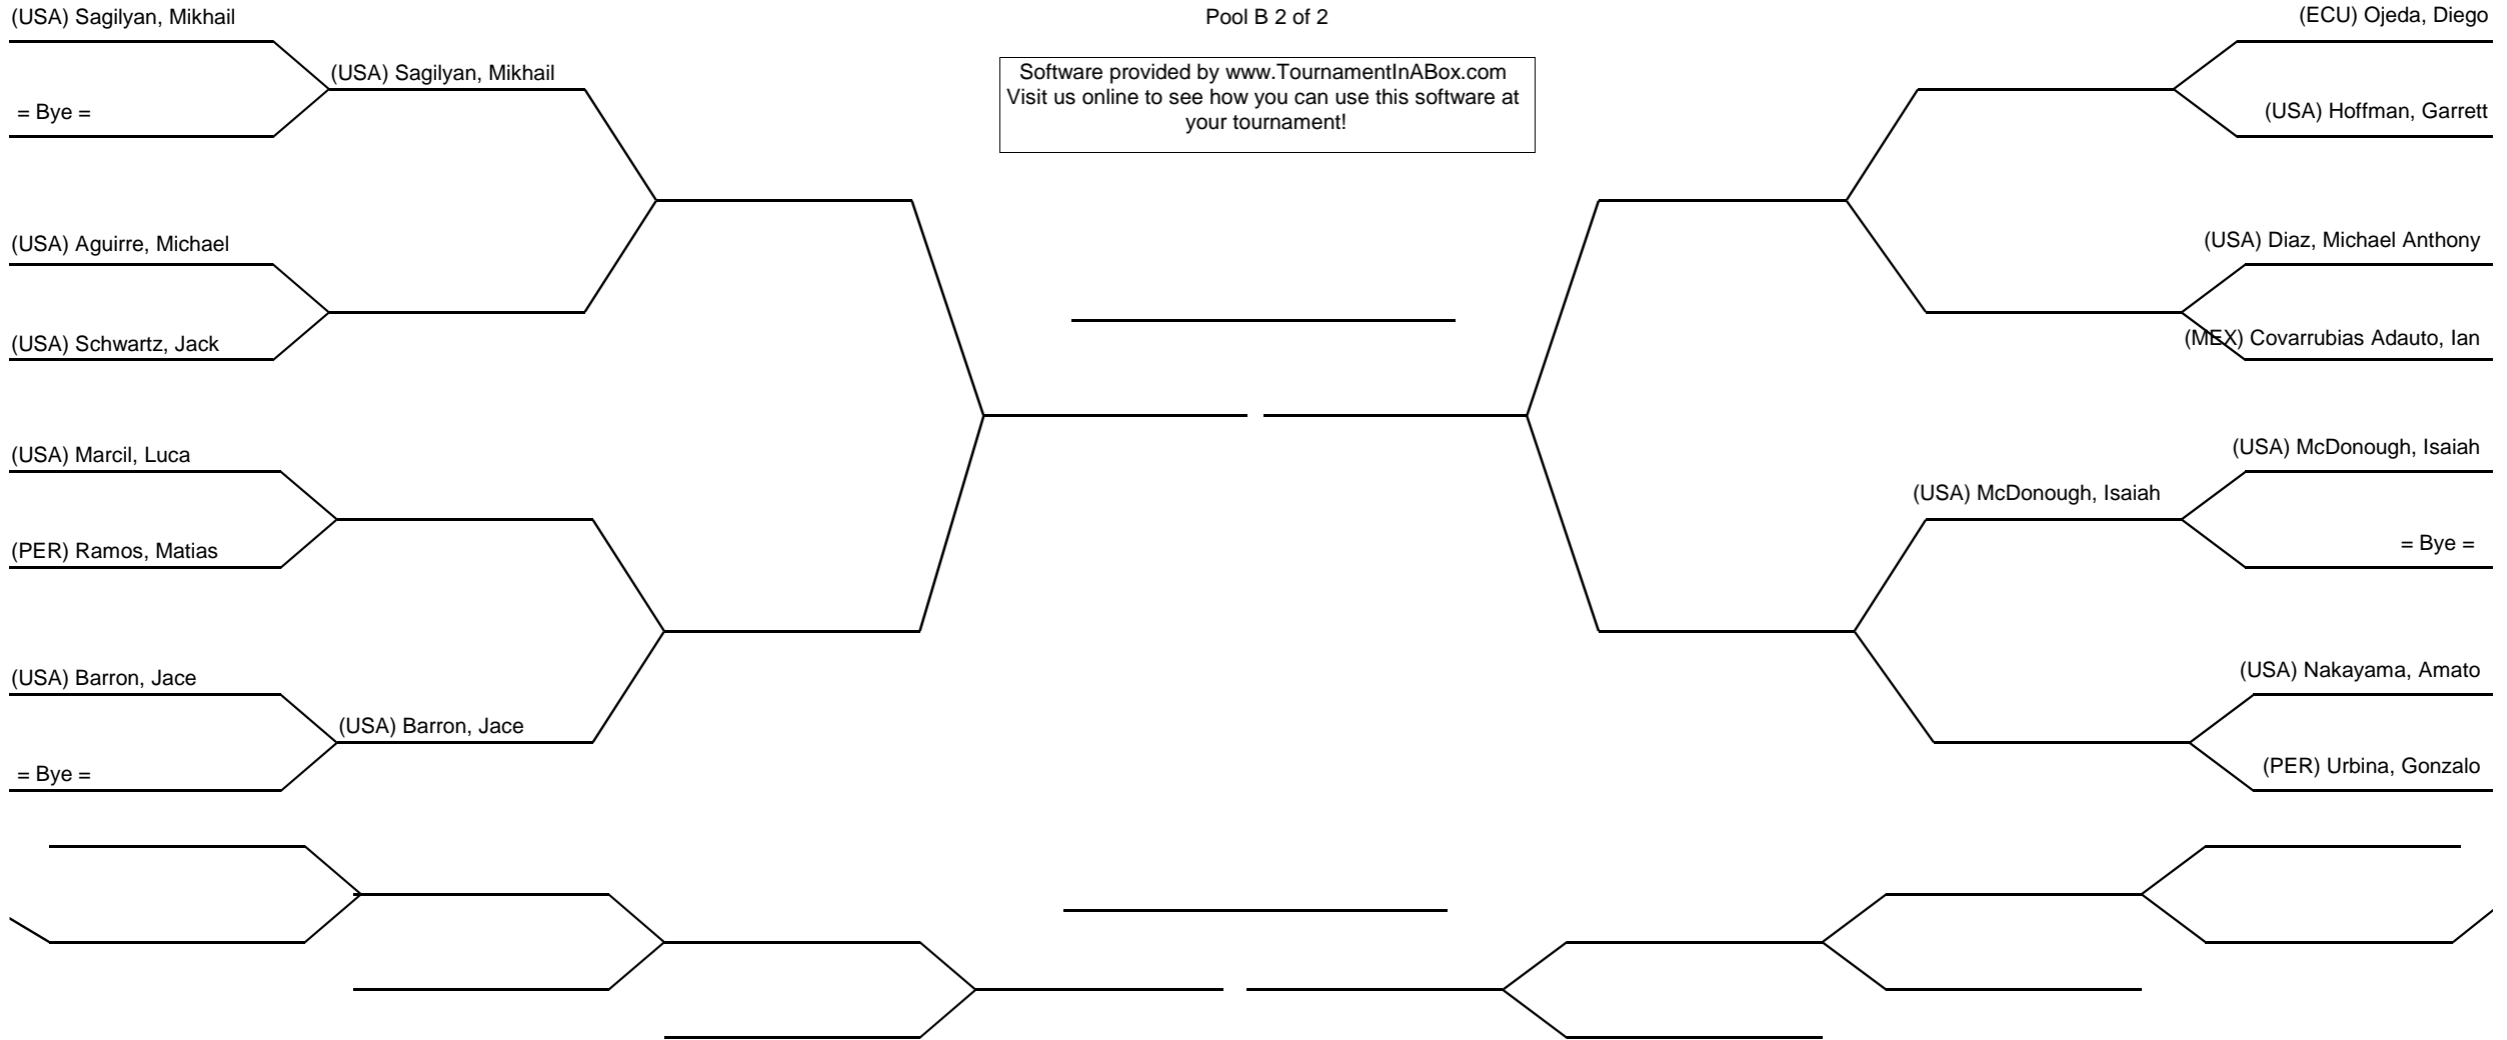 (USA) Sagilyan, Mikhail
= Bye =
(USA) Sagilyan, Mikhail
(USA) Aguirre, Michael
(USA) Schwartz, Jack
(USA) Marcil, Luca
(PER) Ramos, Matias
(USA) Barron, Jace
(USA) Barron, Jace
= Bye =
Pool B 2 of 2
Software provided by www.TournamentInABox.com
Visit us online to see how you can use this software at
your tournament!
(ECU) Ojeda, Diego
(USA) Hoffman, Garrett
(USA) Diaz, Michael Anthony
(MEX) Covarrubias Adauto, Ian
(USA) McDonough, Isaiah
(USA) McDonough, Isaiah
= Bye =
(USA) Nakayama, Amato
(PER) Urbina, Gonzalo